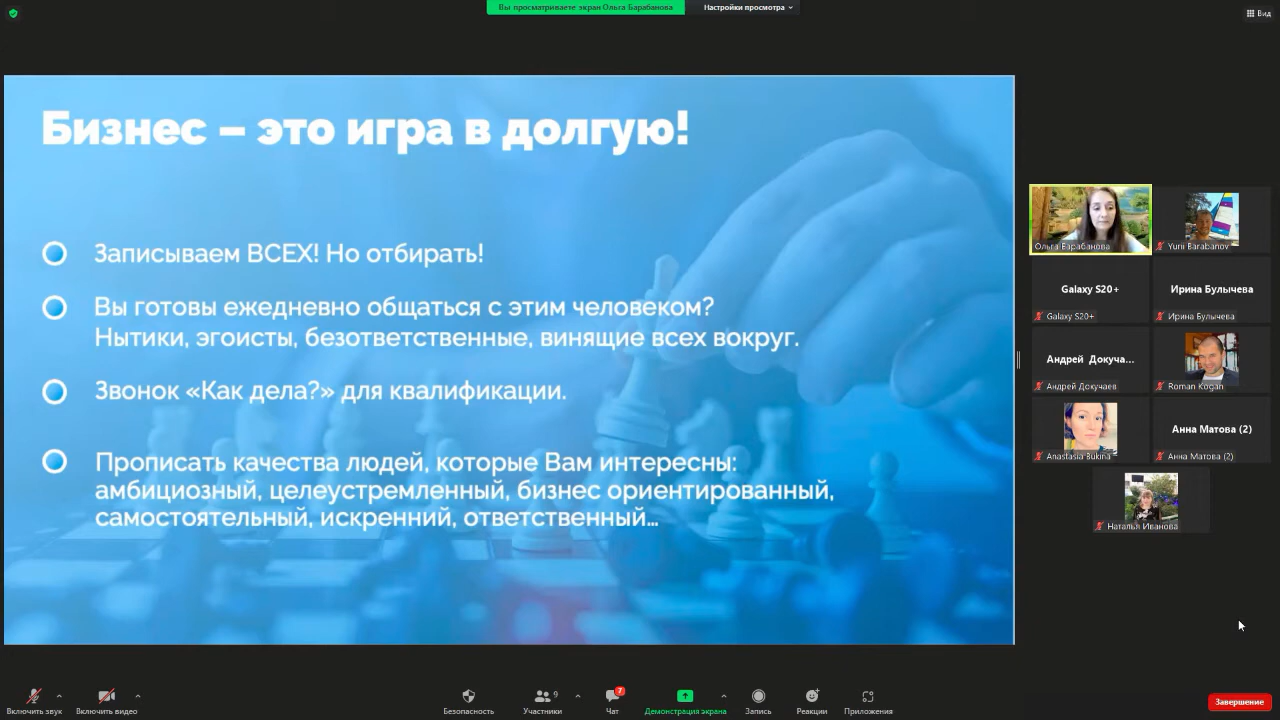 Вы просматриваете экран Ольга Барабанова
Настройки просмотра
Вид
Бизнес – это игра в долгую!
Записываем ВСЕХ! Но отбирать!
Вы готовы ежедневно общаться с этим человеком?
Нытики, эгоисты, безответственные, винящие всех вокруг.
Звонок «Как дела?» для квалификации.
Прописать качества людей, которые Вам интересны:
амбициозный, целеустремленный, бизнес ориентированный,
самостоятельный, искренний, ответственный…
Ольга Барабанова
Yurii Barabanov
Galaxy S20+
Galaxy S20+
Ирина Булычева
Ирина Булычева
Андрей Докуча...
Андрей Докучаев
Roman Kogan
Anastasia Bukina
Анна Матова (2)
Анна Матова (2)
Наталья Иванова
Включить звук
Включить видео
Безопасность
9
Участники
7
Чат
Демонстрация экрана
Запись
Реакции
Приложения
Завершение